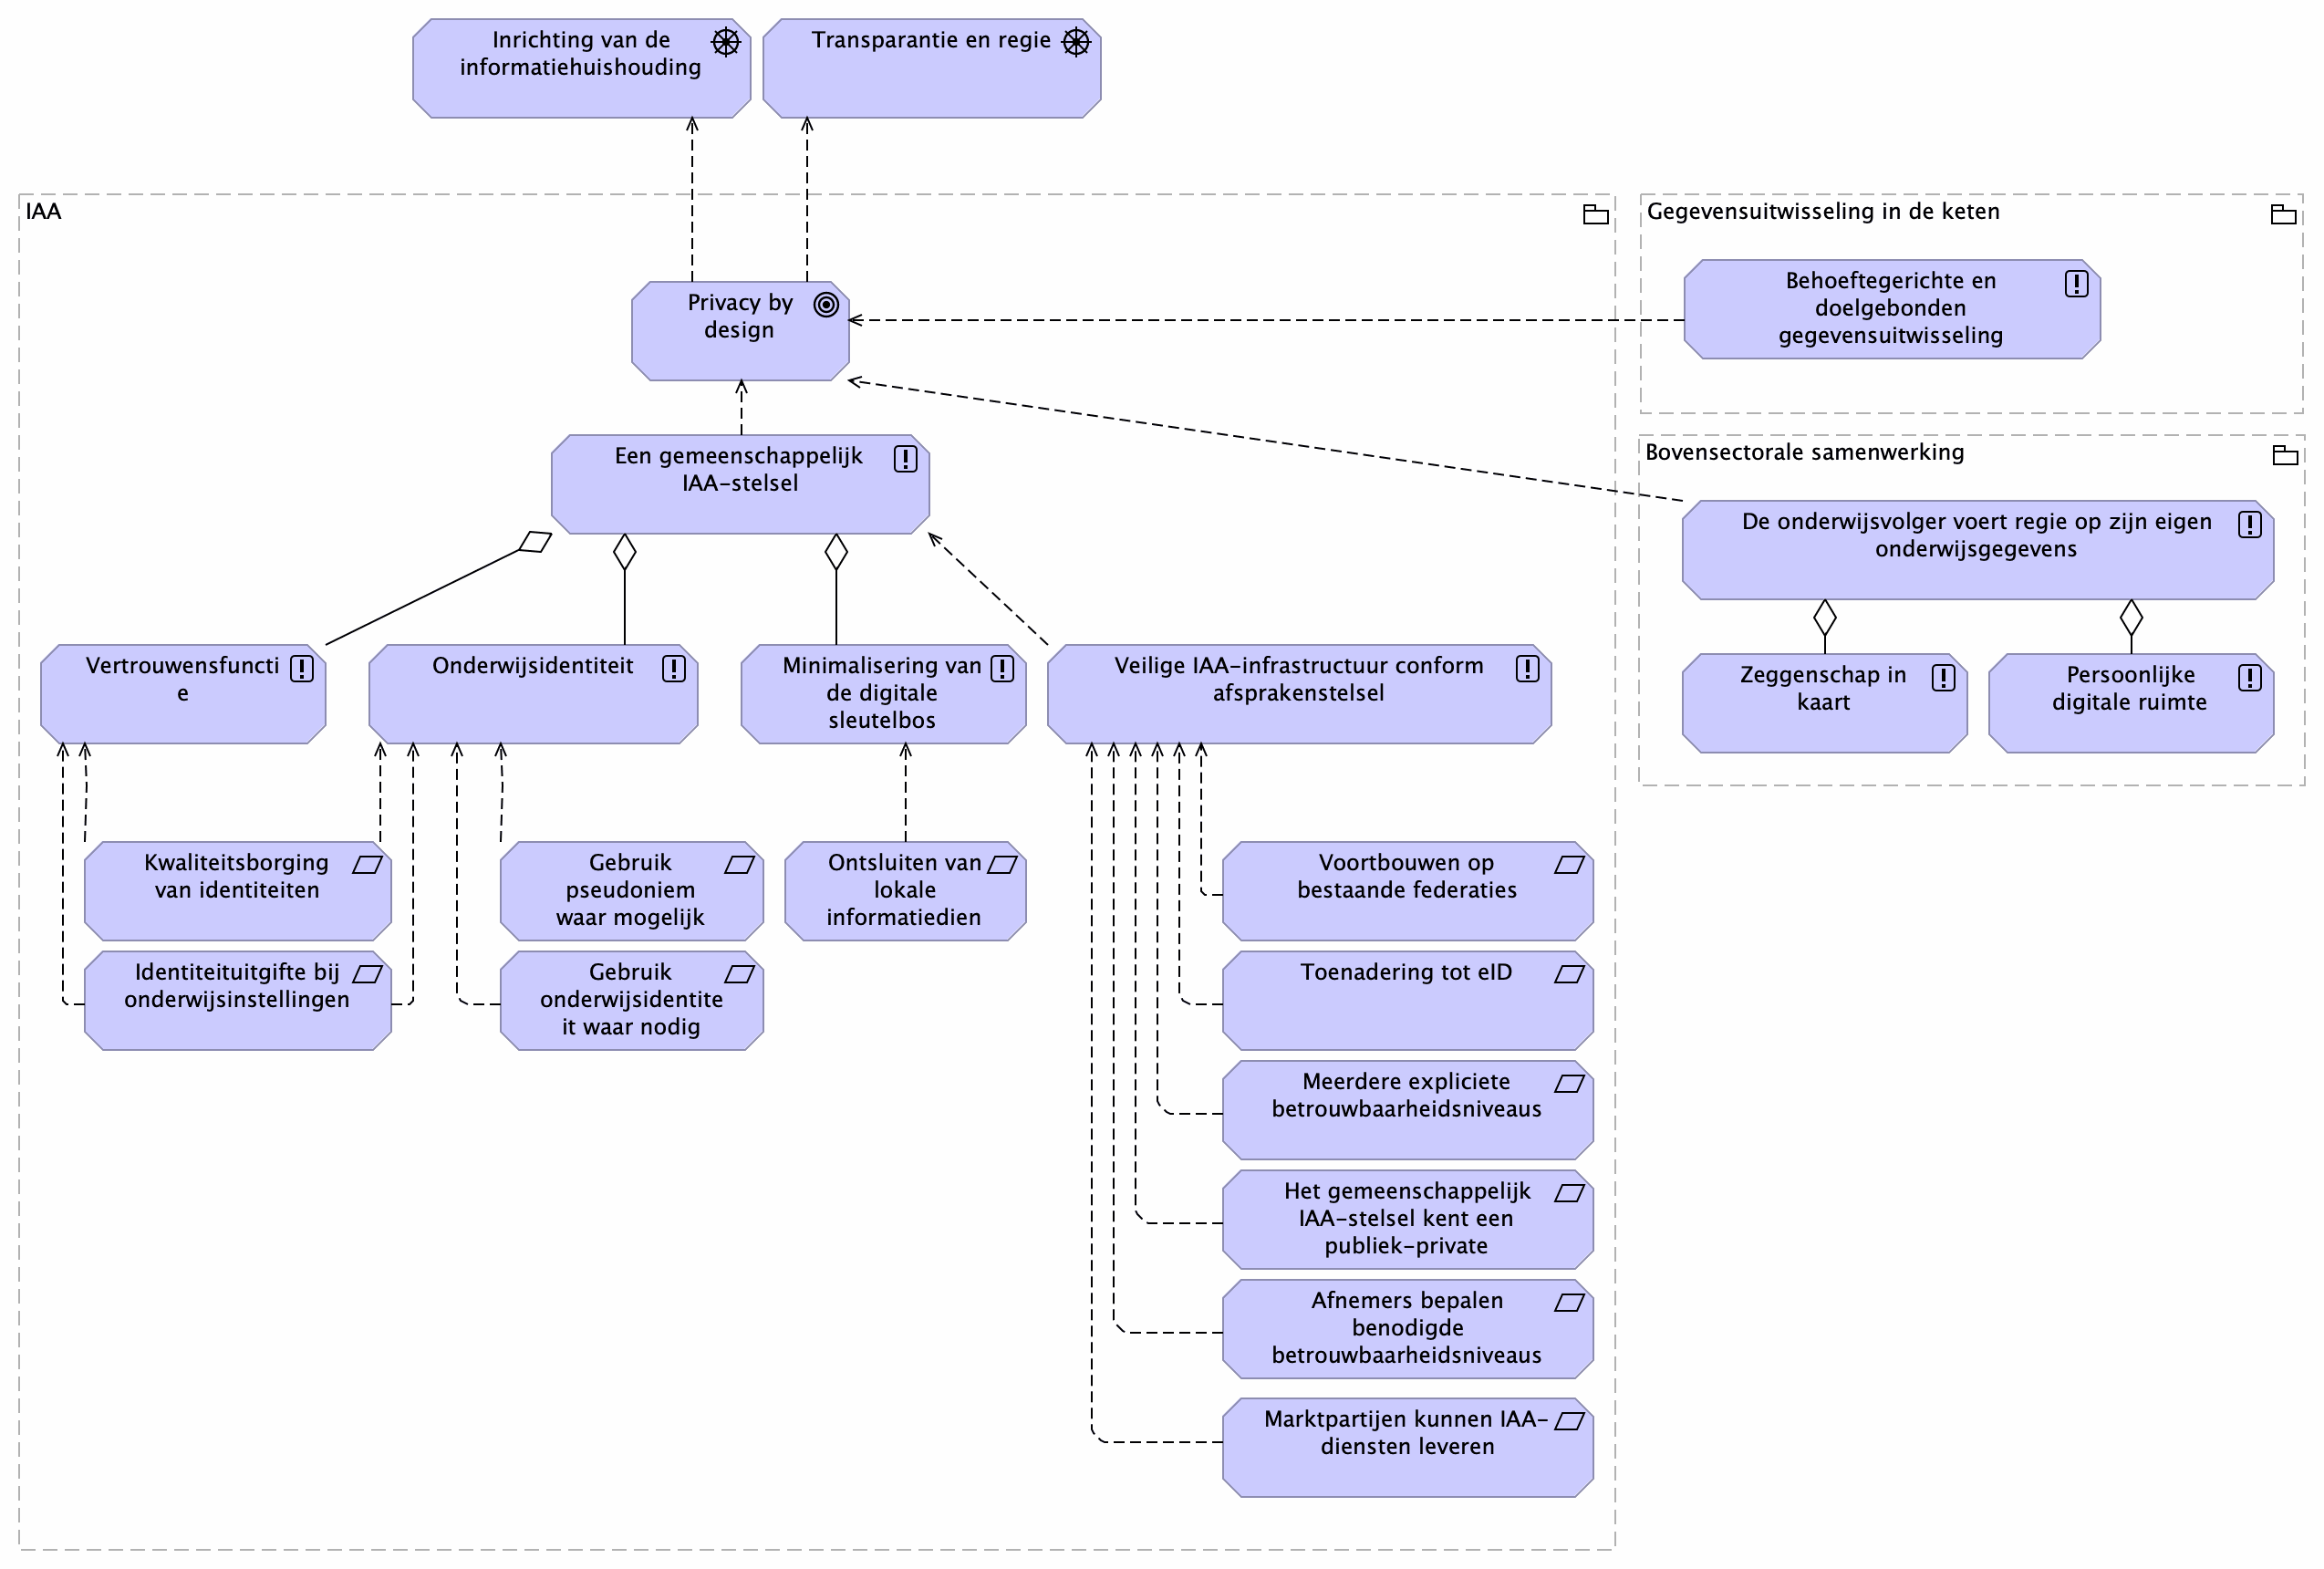 Inrichting van de
informatiehuishouding
Transparantie en regie
IAA
Gegevensuitwisseling in de keten
Privacy by
design
Behoeftegerichte en
doelgebonden
gegevensuitwisseling
Een gemeenschappelijk
IAA-stelsel
Bovensectorale samenwerking
De onderwijsvolger voert regie op zijn eigen
onderwijsgegevens
Vertrouwensfuncti
e
Onderwijsidentiteit
Minimalisering van
de digitale
sleutelbos
Veilige IAA-infrastructuur conform
afsprakenstelsel
Zeggenschap in
kaart
Persoonlijke
digitale ruimte
Kwaliteitsborging
van identiteiten
Gebruik
pseudoniem
waar mogelijk
Ontsluiten van
lokale
informatiedien
Voortbouwen op
bestaande federaties
Identiteituitgifte bij
onderwijsinstellingen
Gebruik
onderwijsidentite
it waar nodig
Toenadering tot eID
Meerdere expliciete
betrouwbaarheidsniveaus
Het gemeenschappelijk
IAA-stelsel kent een
publiek-private
Afnemers bepalen
benodigde
betrouwbaarheidsniveaus
Marktpartijen kunnen IAA-
diensten leveren